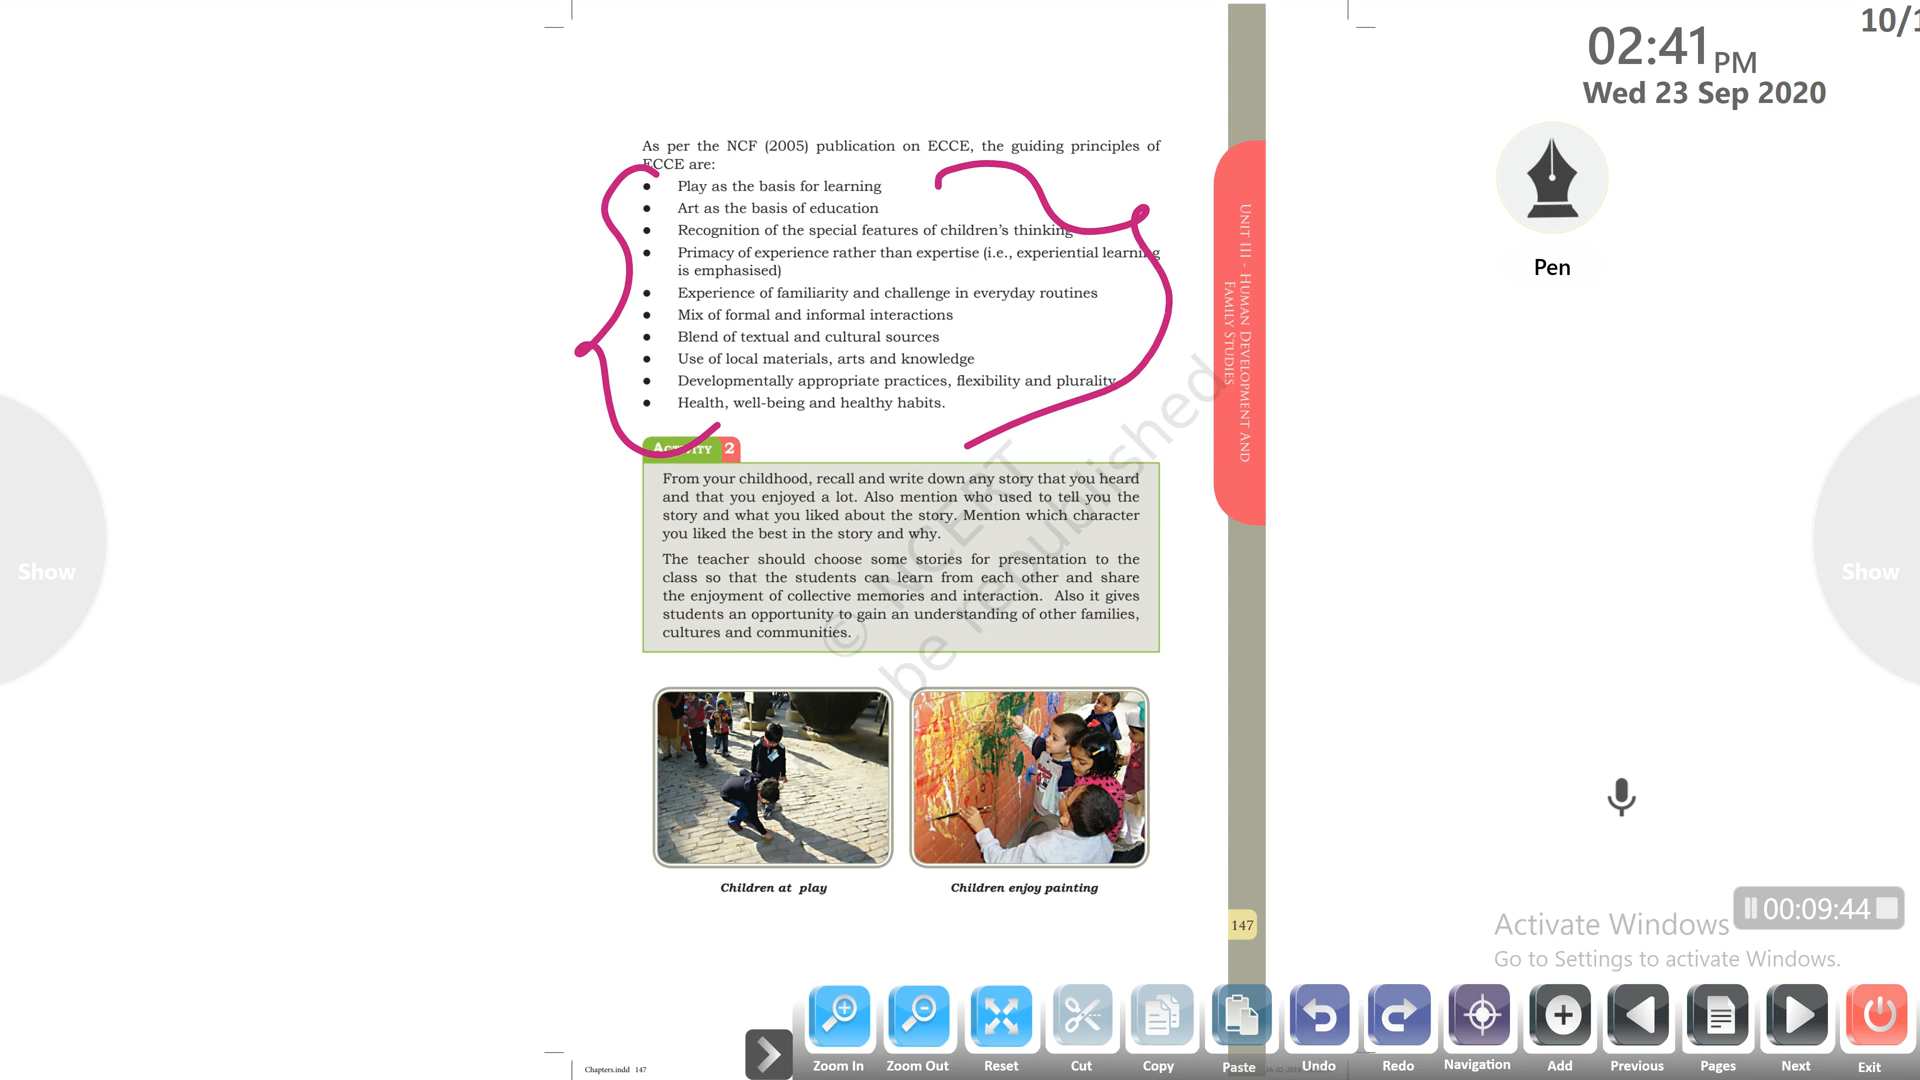 10/1
02:41 PM
Wed 23 Sep 2020
Pen
As per the NCF (2005) publication on ECCE, the guiding principles of
ECCE are:
● Play as the basis for learning
● Art as the basis of education
● Recognition of the special features of children’s thinking
● Primacy of experience rather than expertise (i.e., experiential learning
is emphasised)
● Experience of familiarity and challenge in everyday routines
● Mix of formal and informal interactions
● Blend of textual and cultural sources
● Use of local materials, arts and knowledge
● Developmentally appropriate practices, flexibility and plurality
● Health, well-being and healthy habits.
Activity 2
From your childhood, recall and write down any story that you heard
and that you enjoyed a lot. Also mention who used to tell you the
story and what you liked about the story. Mention which character
you liked the best in the story and why.
The teacher should choose some stories for presentation to the
class so that the students can learn from each other and share
the enjoyment of collective memories and interaction. Also it gives
students an opportunity to gain an understanding of other families,
cultures and communities.
© NCERT
be republished
Unit III - Human Development and
Family Studies
Show
Show
Children at play
Children enjoy painting
147
00:09:44
Activate Windows
Go to Settings to activate Windows.
Chapters.indd 147
Zoom In
Zoom Out
Reset
Cut
Copy
Paste
Undo
Redo
Navigation
Add
Previous
Pages
Next
Exit